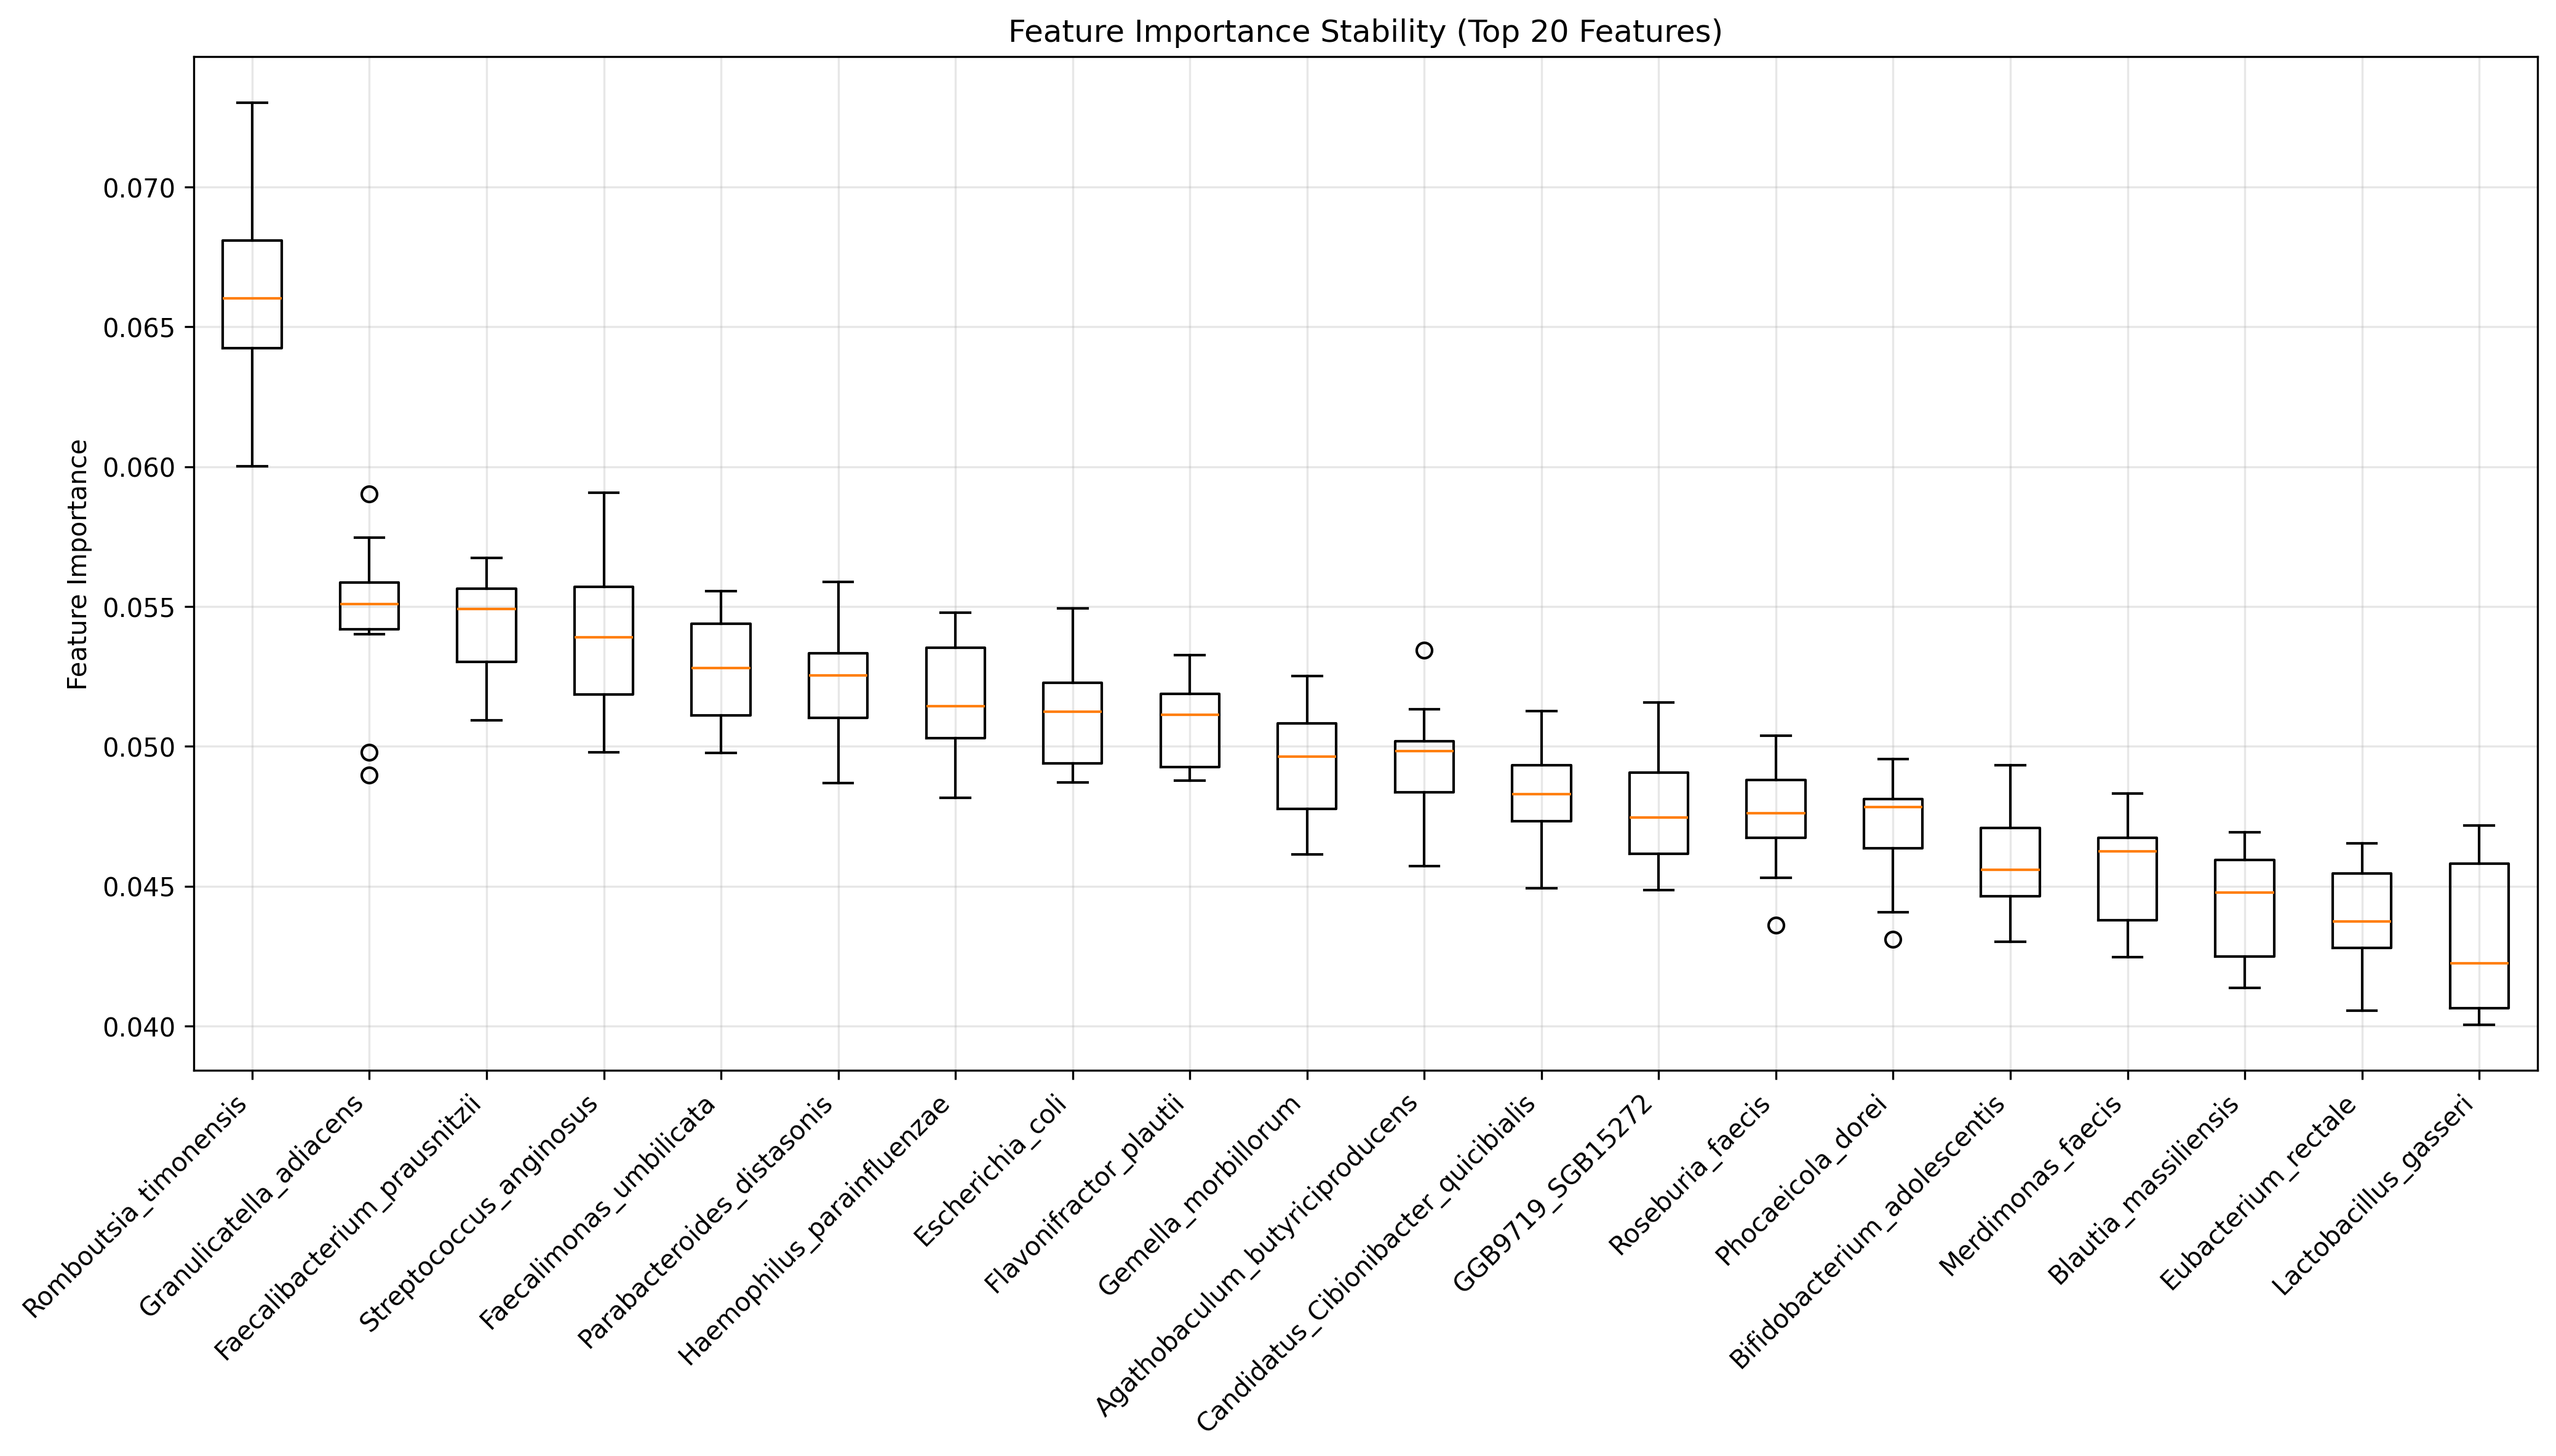 Feature Importance Stability (Top 20 Features)
Feature Importance
0.070
0.065
0.060
0.055
0.050
0.045
0.040
Romboutsia_timonensis
Granulicatella_adiacens
Faecalibacterium_prausnitzii
Streptococcus_anginosus
Faecalimonas_umbilicata
Parabacteroides_distasonis
Haemophilus_parainfluenzae
Escherichia_coli
Flavonifractor_plautii
Gemella_morbillorum
Agathobaculum_butyriciproducens
Candidatus_Cibionibacter_quicibialis
GGB9719_SGB15272
Roseburia_faecis
Phocaeicola_dorei
Bifidobacterium_adolescentis
Merdimonas_faecis
Blautia_massiliensis
Eubacterium_rectale
Lactobacillus_gasseri